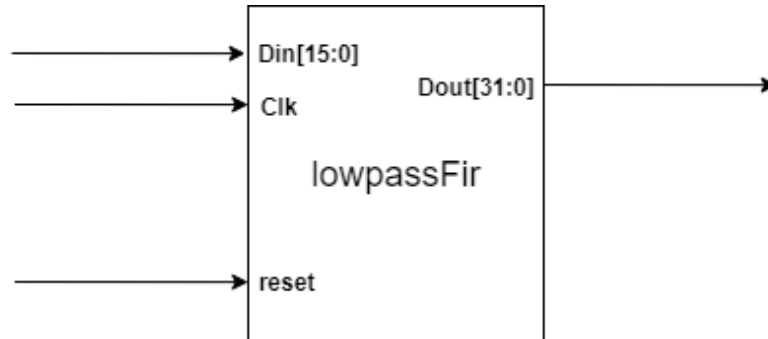 Din[15:0]
Clk
Dout[31:0]
lowpassFir
reset